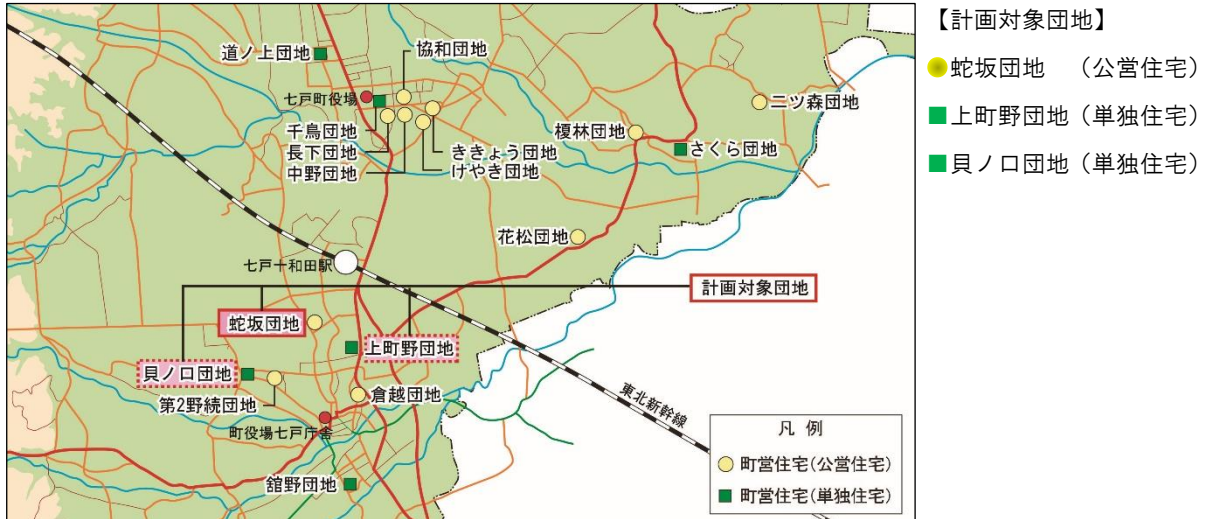 道ノ上団地
協和団地
七戸町役場
千鳥団地
長下団地
中野団地
ききょう団地
けやき団地
榎林団地
二ツ森団地
さくら団地
花松団地
七戸十和田駅
計画対象団地
蛇坂団地
上町野団地
貝ノ口団地
第2野続団地
倉越団地
町役場七戸庁舎
舘野団地
東北新幹線
凡 例
町営住宅(公営住宅)
町営住宅(単独住宅)
【計画対象団地】
蛇坂団地 （公営住宅）
上町野団地（単独住宅）
貝ノ口団地（単独住宅）